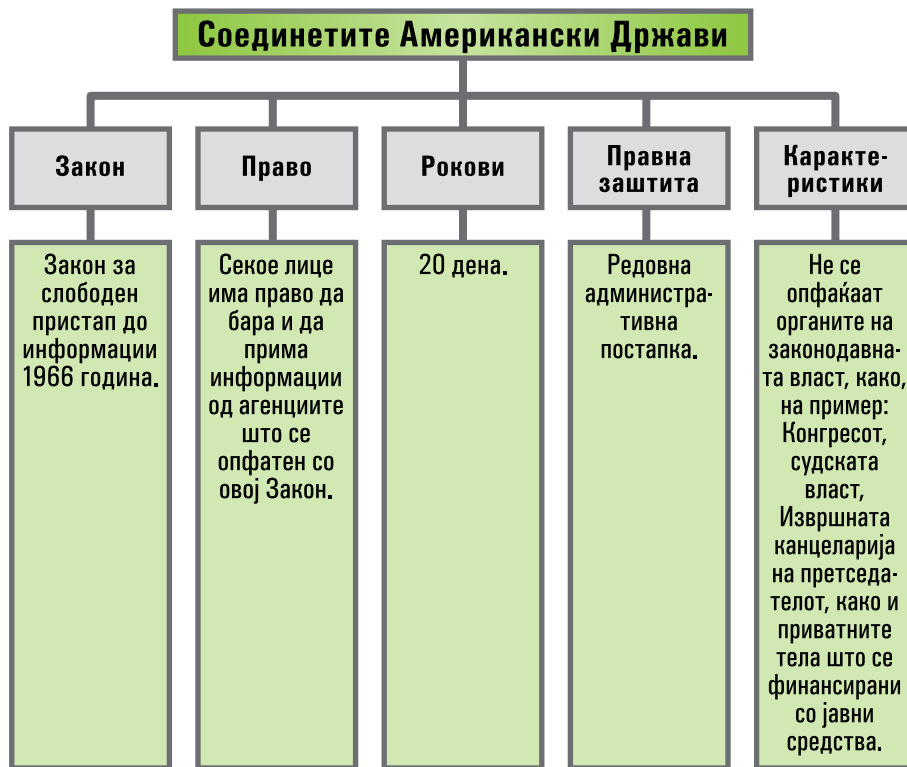 Соединетите Американски Држави
Закон
Право
Рокови
Правна
заштита
Характе-
ристики
Закон за
слободен
пристап до
информации
1966 година.
Секое лице
има право да
бара и да
прима
информации
од агенциите
што се
опфатен со
овој Закон.
20 дена.
Редовна
администра-
тивна
постапка.
Не се
опфаќаат
органите на
законодавна-
та власт, како,
на пример:
Конгресот,
судската
власт,
Извршната
канцеларија
на претседа-
телот, како и
приватните
тела што се
финансирани
со јавни
средства.